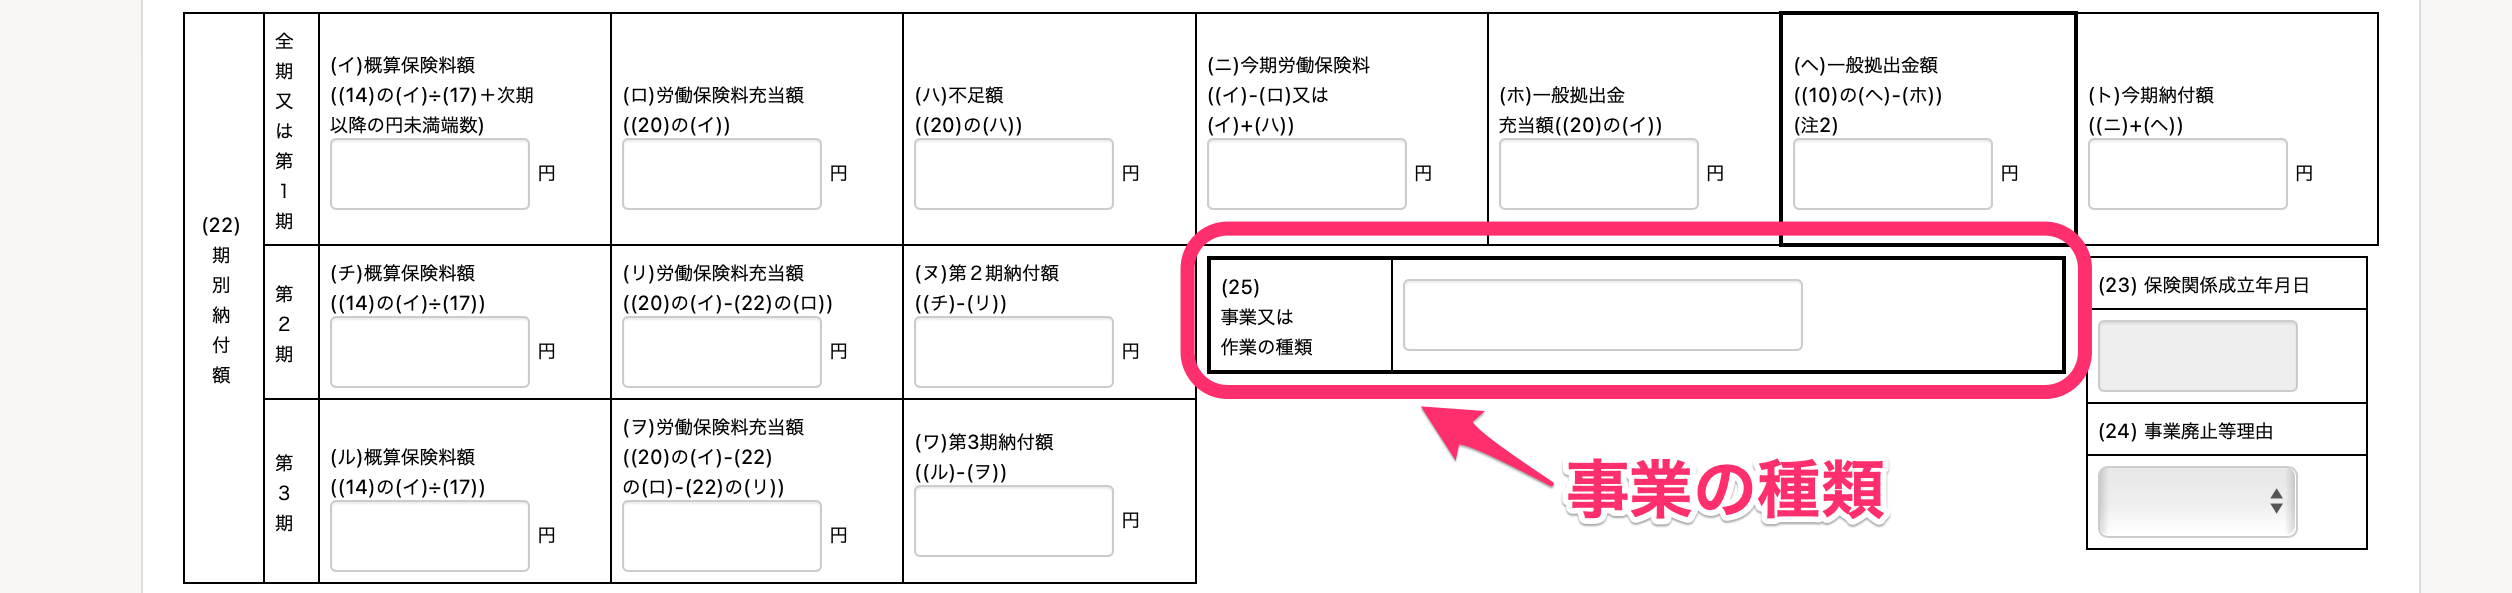 (22)
期
別
納
付
額
全
期
又
は
第
1
期
(イ)概算保険料額
((14)の(イ)÷(17)＋次期
以降の円未満端数)
円
(ロ)労働保険料充当額
((20)の(イ))
円
(ハ)不足額
((20)の(ハ))
円
(ニ)今期労働保険料
((イ)-(ロ)又は
(イ)+(ハ))
円
(ホ)一般拠出金
充当額((20)の(イ))
円
(ヘ)一般拠出金額
((10)の(ヘ)-(ホ))
(注2)
円
(ト)今期納付額
((ニ)+(ヘ))
円
第
2
期
(チ)概算保険料額
((14)の(イ)÷(17))
円
(リ)労働保険料充当額
((20)の(イ)-(22)の(ロ))
円
(ヌ)第２期納付額
((チ)-(リ))
円
(25)
事業又は
作業の種類
(23) 保険関係成立年月日
(24) 事業廃止等理由
第
3
期
(ル)概算保険料額
((14)の(イ)÷(17))
円
(ヲ)労働保険料充当額
((20)の(イ)-(22)
の(ロ)-(22)の(リ))
円
(ワ)第3期納付額
((ル)-(ヲ))
円
事業の種類